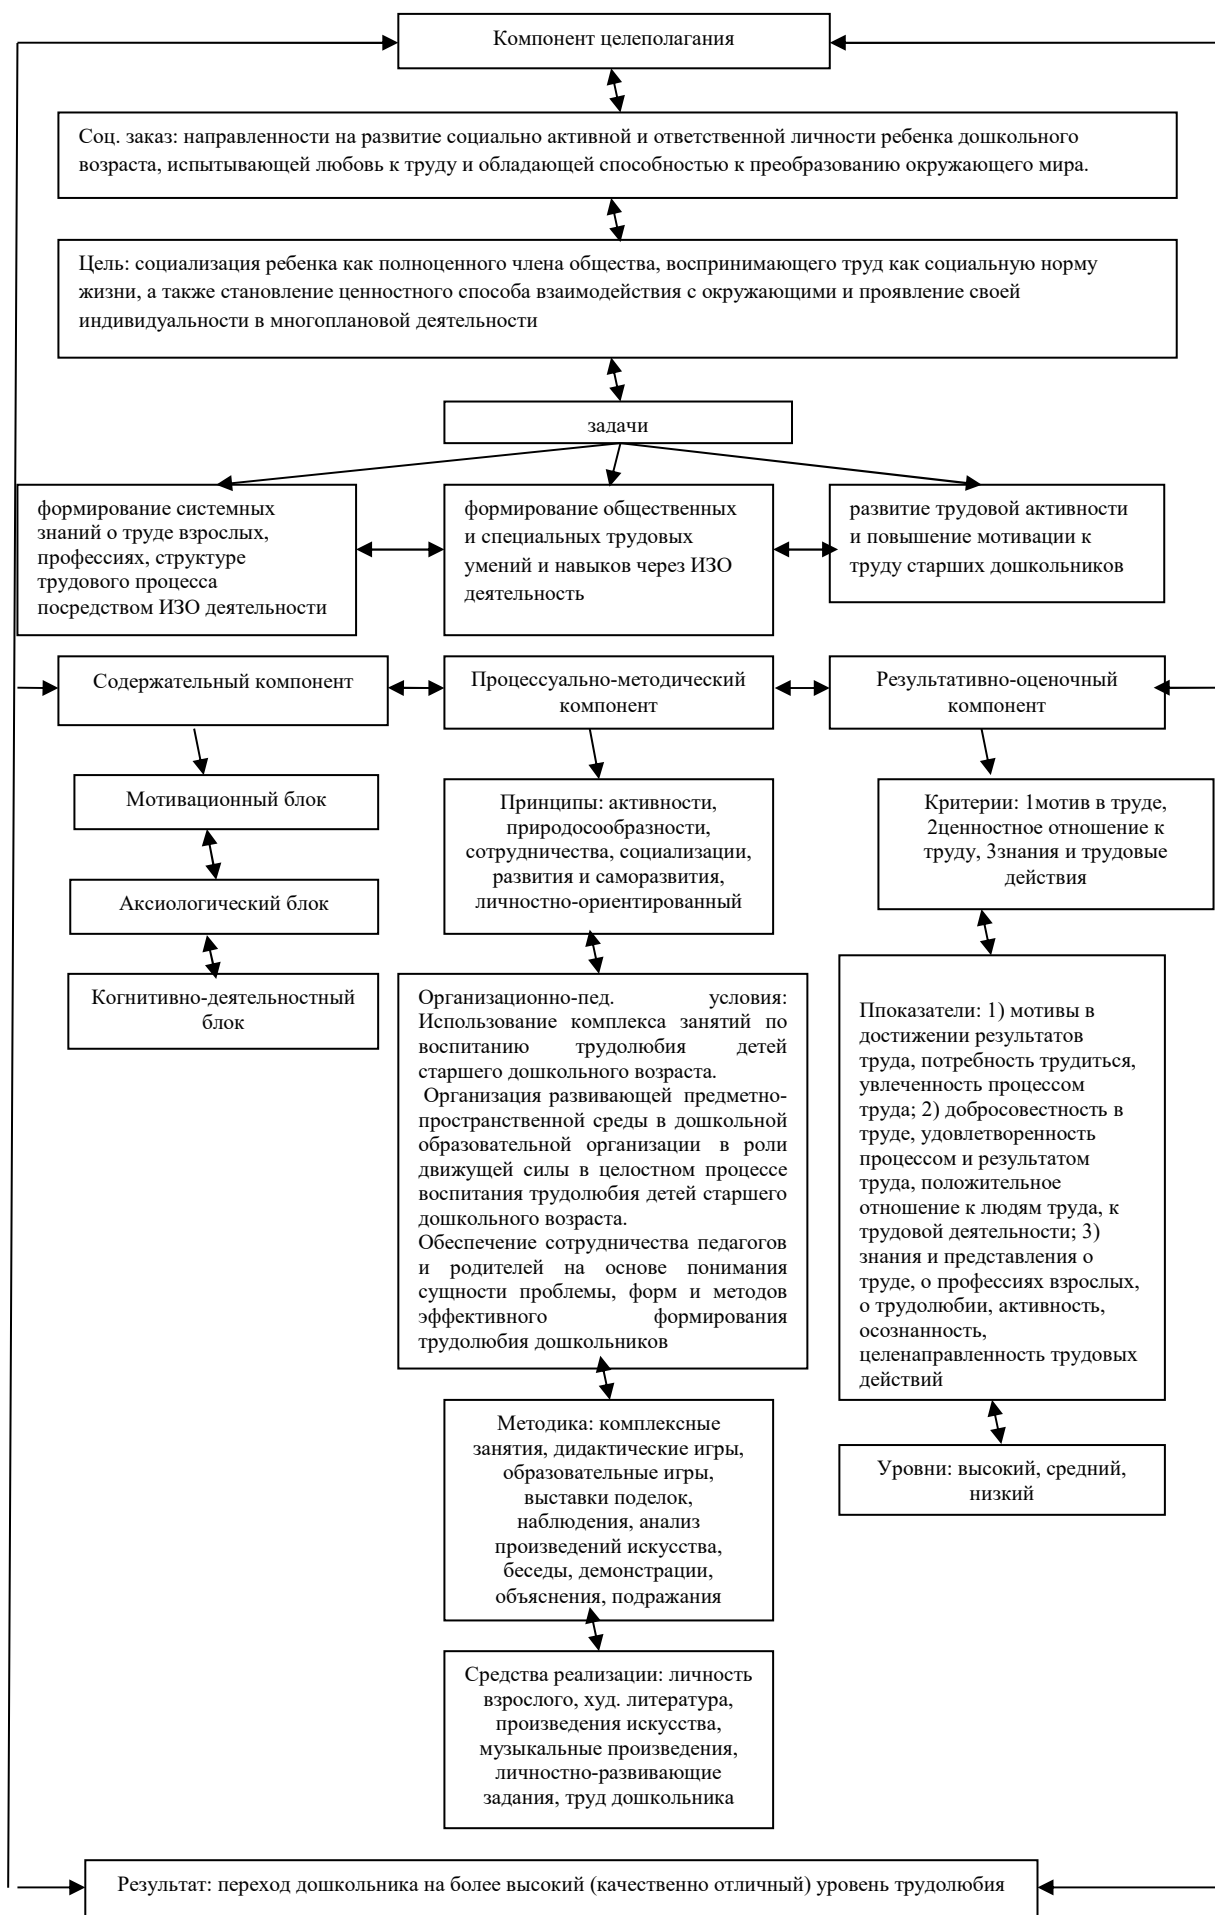 Компонент целеполагания
Соц. заказ: направленности на развитие социально активной и ответственной личности ребенка дошкольного
возраста, испытывающей любовь к труду и обладающей способностью к преобразованию окружающего мира.
Цель: социализация ребенка как полноценного члена общества, воспринимающего труд как социальную норму
жизни, а также становление ценностного способа взаимодействия с окружающими и проявление своей
индивидуальности в многоплановой деятельности
задачи
формирование системных
знаний о труде взрослых,
профессиях, структуре
трудового процесса
посредством ИЗО деятельности
формирование общественных
и специальных трудовых
умений и навыков через ИЗО
деятельность
развитие трудовой активности
и повышение мотивации к
труду старших дошкольников
Содержательный компонент
Процессуально-методический
компонент
Результативно-оценочный
компонент
Мотивационный блок
Аксиологический блок
Когнитивно-деятельностный
блок
Принципы: активности,
природосообразности,
сотрудничества, социализации,
развития и саморазвития,
личностно-ориентированный
Организационно-пед. условия:
Использование комплекса занятий по
воспитанию трудолюбия детей
старшего дошкольного возраста.
Организация развивающей предметно-
пространственной среды в дошкольной
образовательной организации в роли
движущей силы в целостном процессе
воспитания трудолюбия детей старшего
дошкольного возраста.
Обеспечение сотрудничества педагогов
и родителей на основе понимания
сущности проблемы, форм и методов
эффективного формирования
трудолюбия дошкольников
Методика: комплексные
занятия, дидактические игры,
образовательные игры,
выставки поделок,
наблюдения, анализ
произведений искусства,
беседы, демонстрации,
объяснения, подражания
Средства реализации: личность
взрослого, худ. литература,
произведения искусства,
музыкальные произведения,
личностно-развивающие
задания, труд дошкольника
Критерии: 1мотив в труде,
2ценностное отношение к
труду, 3знания и трудовые
действия
Ппоказатели: 1) мотивы в
достижении результатов
труда, потребность трудиться,
увлеченность процессом
труда; 2) добросовестность в
труде, удовлетворенность
процессом и результатом
труда, положительное
отношение к людям труда, к
трудовой деятельности; 3)
знания и представления о
труде, о профессиях взрослых,
о трудолюбии, активность,
осознанность,
целенаправленность трудовых
действий
Уровни: высокий, средний,
низкий
Результат: переход дошкольника на более высокий (качественно отличный) уровень трудолюбия